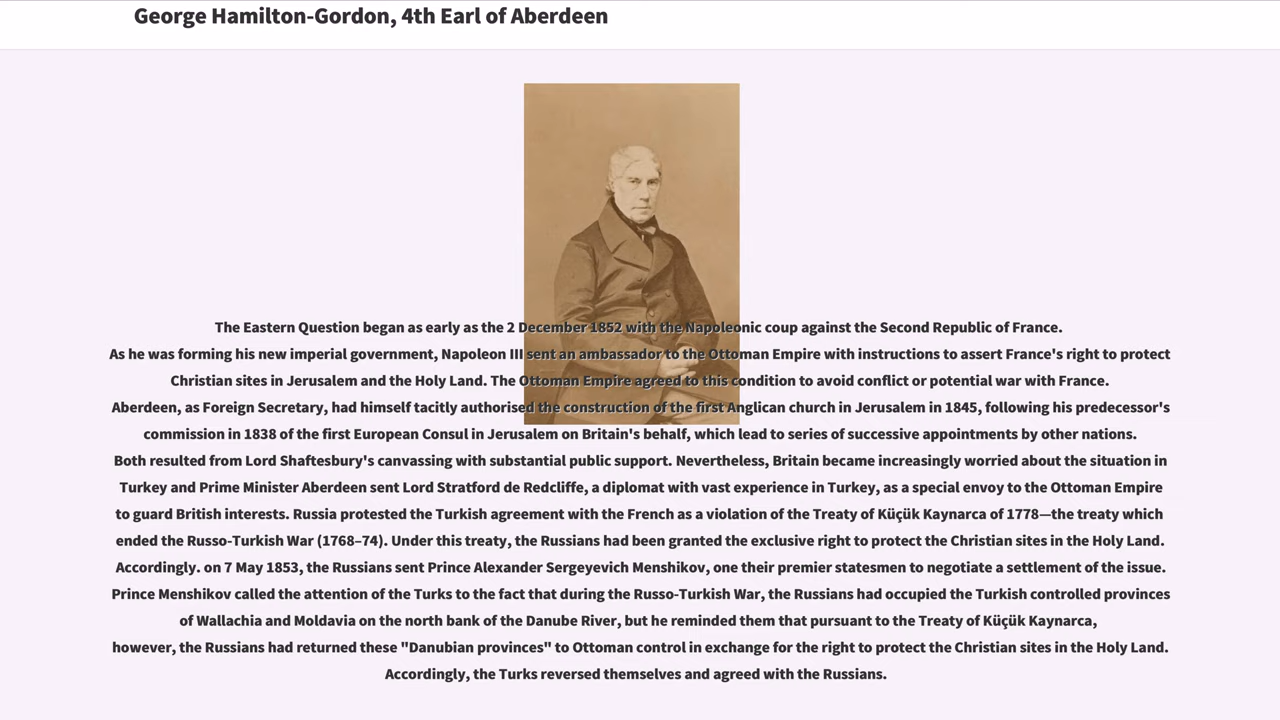 George Hamilton-Gordon, 4th Earl of Aberdeen
The Eastern Question began as early as the 2 December 1852 with the Napoleonic coup against the Second Republic of France.
As he was forming his new imperial government, Napoleon III sent an ambassador to the Ottoman Empire with instructions to assert France's right to protect
Christian sites in Jerusalem and the Holy Land. The Ottoman Empire agreed to this condition to avoid conflict or potential war with France.
Aberdeen, as Foreign Secretary, had himself tacitly authorised the construction of the first Anglican church in Jerusalem in 1845, following his predecessor's
commission in 1838 of the first European Consul in Jerusalem on Britain's behalf, which lead to series of successive appointments by other nations.
Both resulted from Lord Shaftesbury's canvassing with substantial public support. Nevertheless, Britain became increasingly worried about the situation in
Turkey and Prime Minister Aberdeen sent Lord Stratford de Redcliffe, a diplomat with vast experience in Turkey, as a special envoy to the Ottoman Empire
to guard British interests. Russia protested the Turkish agreement with the French as a violation of the Treaty of Küçük Kaynarca of 1778—the treaty which
ended the Russo-Turkish War (1768–74). Under this treaty, the Russians had been granted the exclusive right to protect the Christian sites in the Holy Land.
Accordingly. on 7 May 1853, the Russians sent Prince Alexander Sergeyevich Menshikov, one their premier statesmen to negotiate a settlement of the issue.
Prince Menshikov called the attention of the Turks to the fact that during the Russo-Turkish War, the Russians had occupied the Turkish controlled provinces
of Wallachia and Moldavia on the north bank of the Danube River, but he reminded them that pursuant to the Treaty of Küçük Kaynarca,
however, the Russians had returned these "Danubian provinces" to Ottoman control in exchange for the right to protect the Christian sites in the Holy Land.
Accordingly, the Turks reversed themselves and agreed with the Russians.